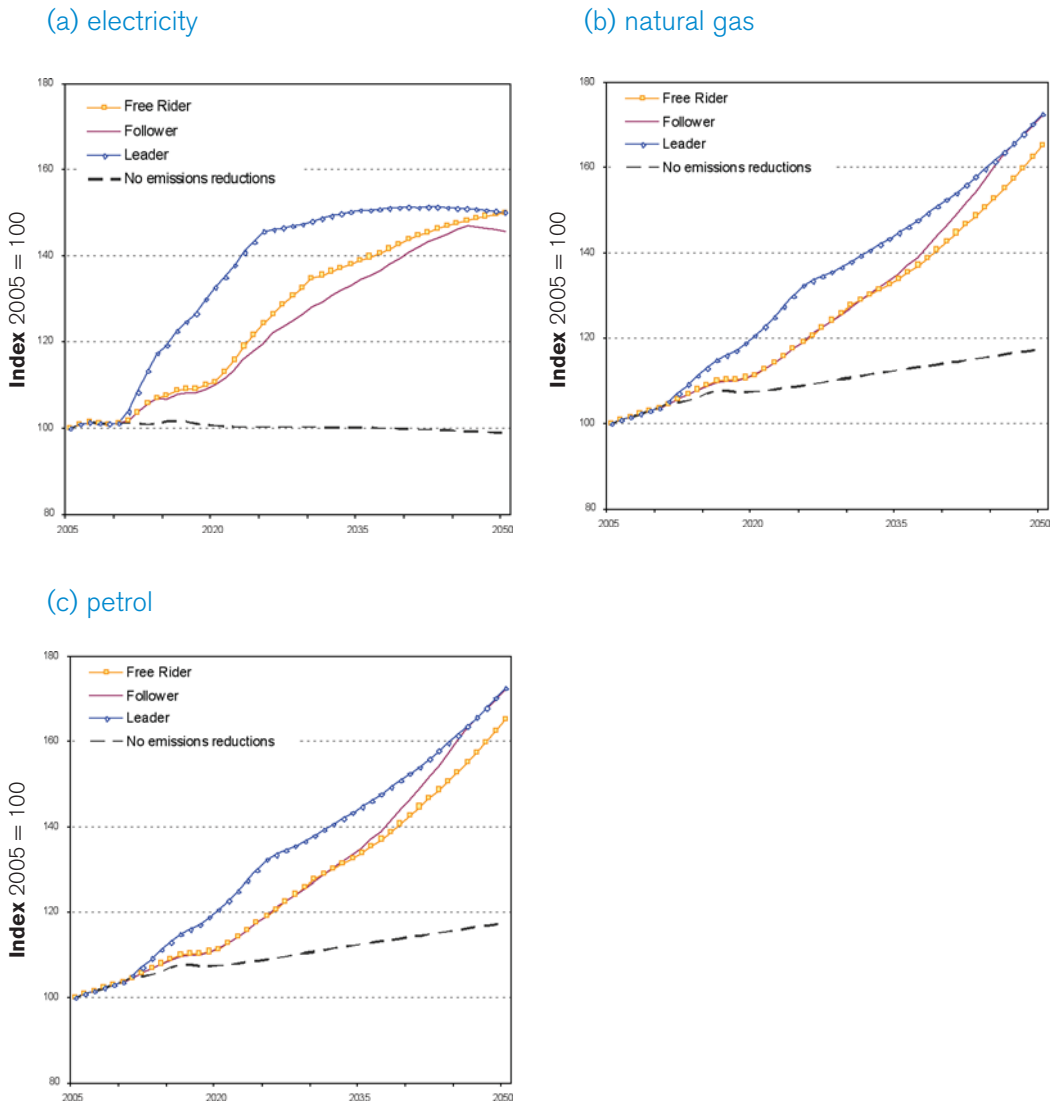 (a) electricity
(b) natural gas
180
160
140
120
100
80
Index 2005 = 100
Free Rider
Follower
Leader
No emissions reductions
2005
2020
2035
2050
180
160
140
120
100
80
Index 2005 = 100
Free Rider
Follower
Leader
No emissions reductions
2005
2020
2035
2050
(c) petrol
180
160
140
120
100
80
Index 2005 = 100
Free Rider
Follower
Leader
No emissions reductions
2005
2020
2035
2050